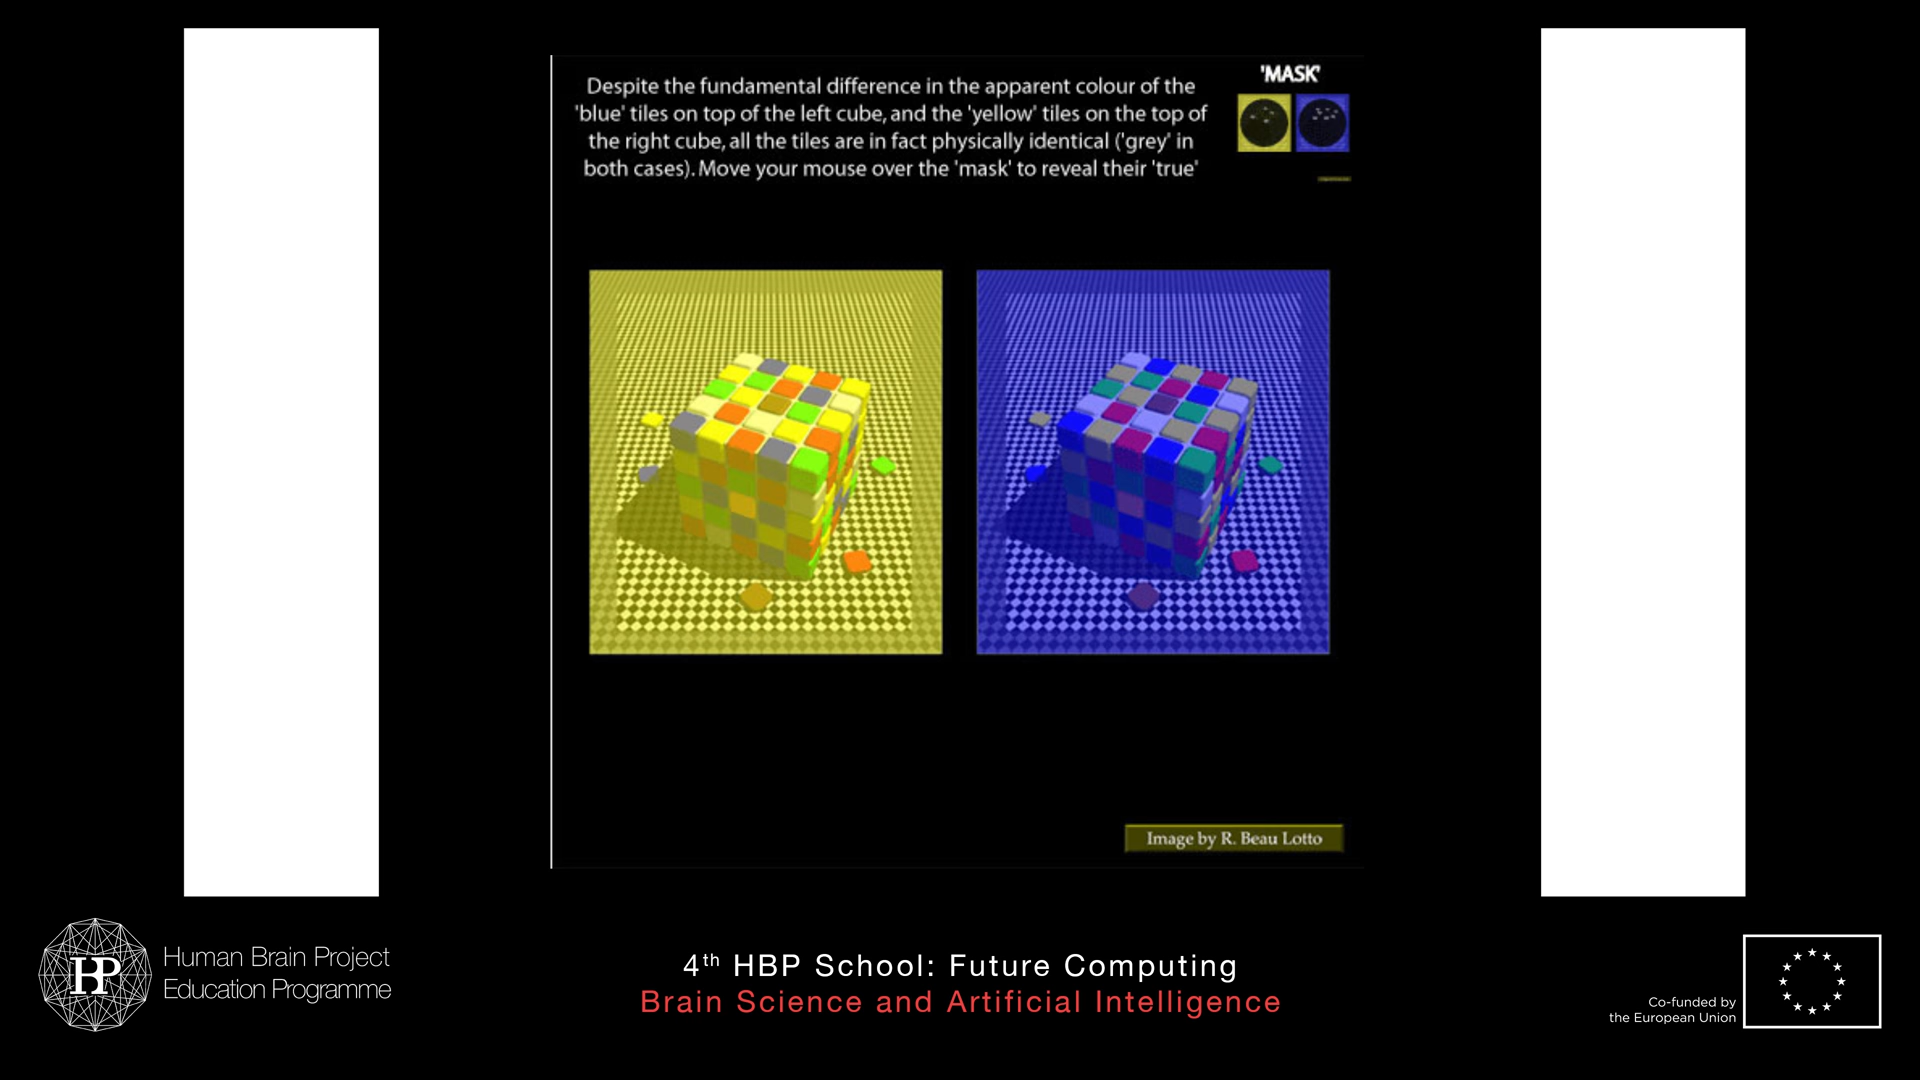 Despite the fundamental difference in the apparent colour of the
'blue' tiles on top of the left cube, and the 'yellow' tiles on the top of
the right cube, all the tiles are in fact physically identical ('grey' in
both cases). Move your mouse over the 'mask' to reveal their 'true'
'MASK'
Image by R. Beau Lotto
HBP
Human Brain Project
Education Programme
4th HBP School: Future Computing
Brain Science and Artificial Intelligence
Co-funded by
the European Union